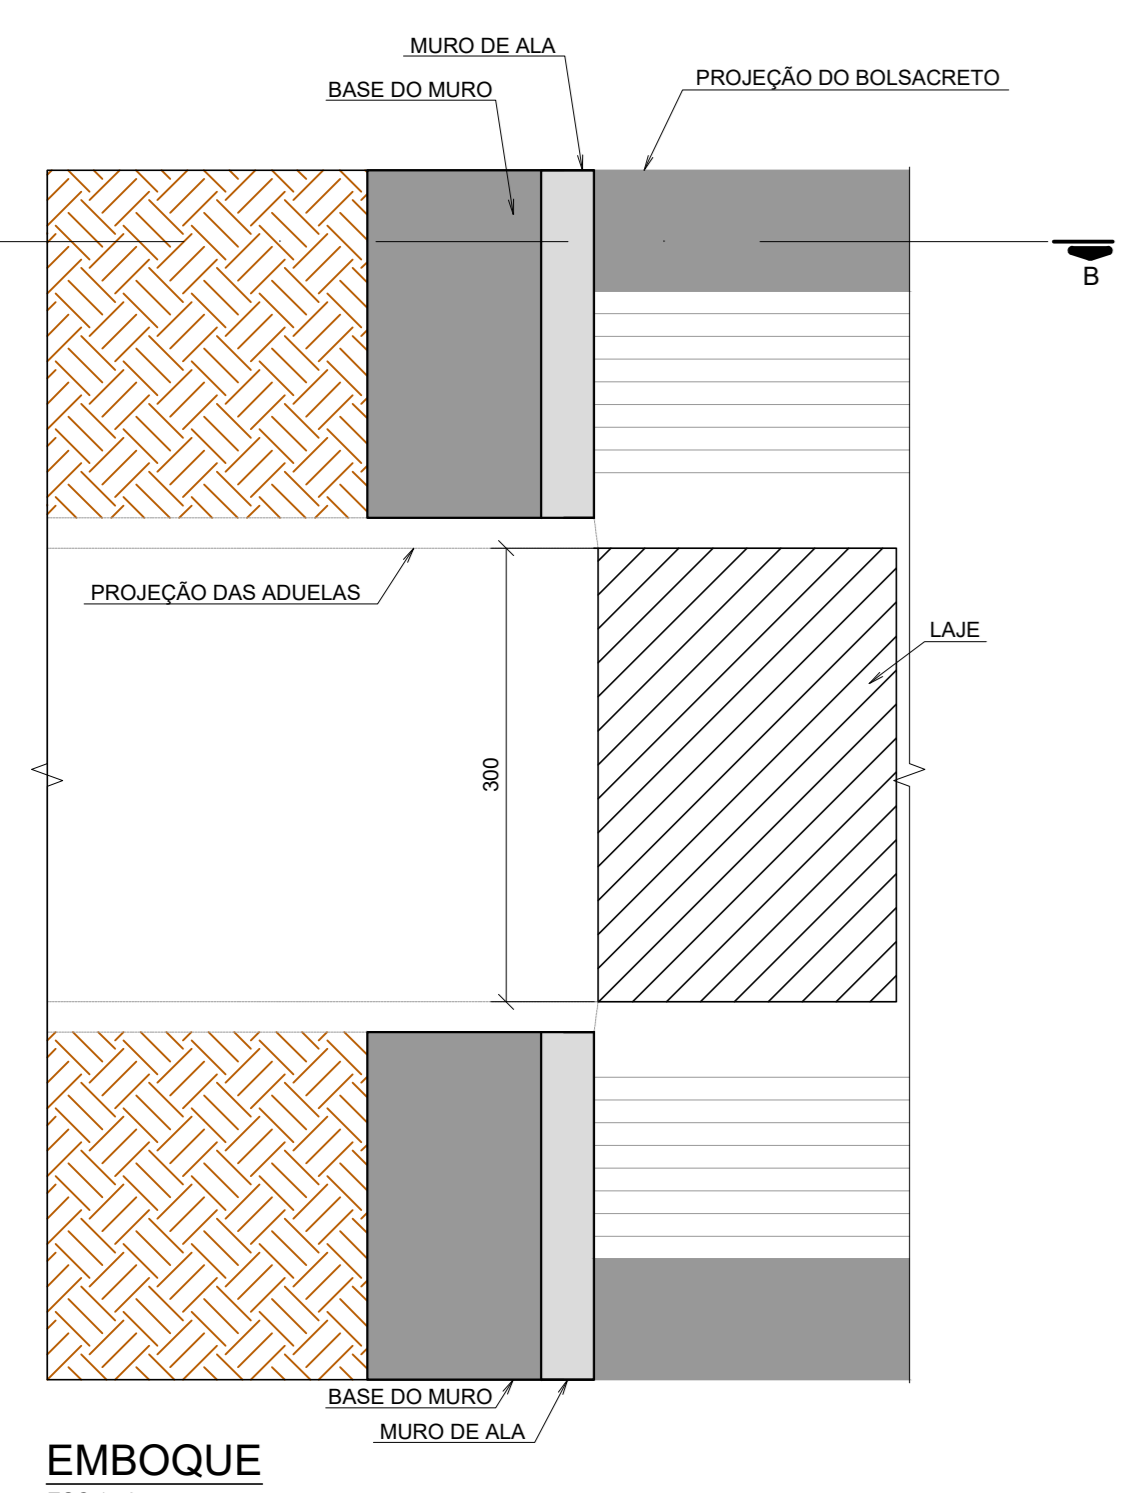 MURO DE ALA
PROJEÇÃO DO BOLSACRETO
BASE DO MURO
B
PROJEÇÃO DAS ADUELAS
LAJE
300
BASE DO MURO
MURO DE ALA
EMBOQUE